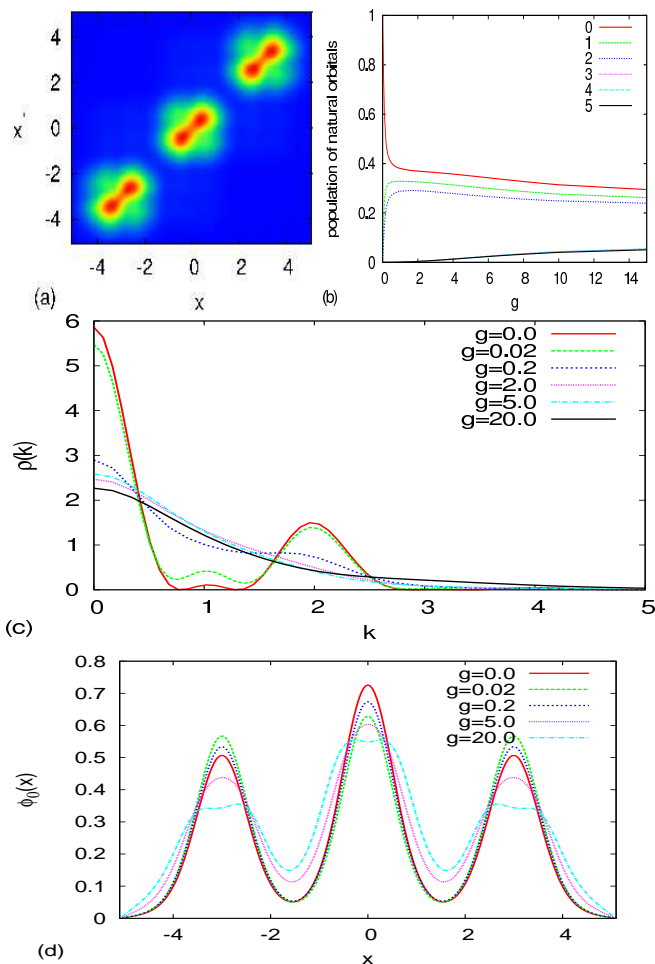 4
2
0
-2
-4
x '
-4 -2 0 2 4
(a)
x
1
0.8
0.6
0.4
0.2
0
population of natural orbitals
0
1
2
3
4
5
0 2 4 6 8 10 12 14
(b)
g
6
5
4
3
2
1
0
ρ(k)
g=0.0
g=0.02
g=0.2
g=2.0
g=5.0
g=20.0
0 1 2 3 4 5
(c)
k
0.8
0.7
0.6
0.5
0.4
0.3
0.2
0.1
0
ϕ₀(x)
g=0.0
g=0.02
g=0.2
g=5.0
g=20.0
-4 -2 0 2 4
(d)
x